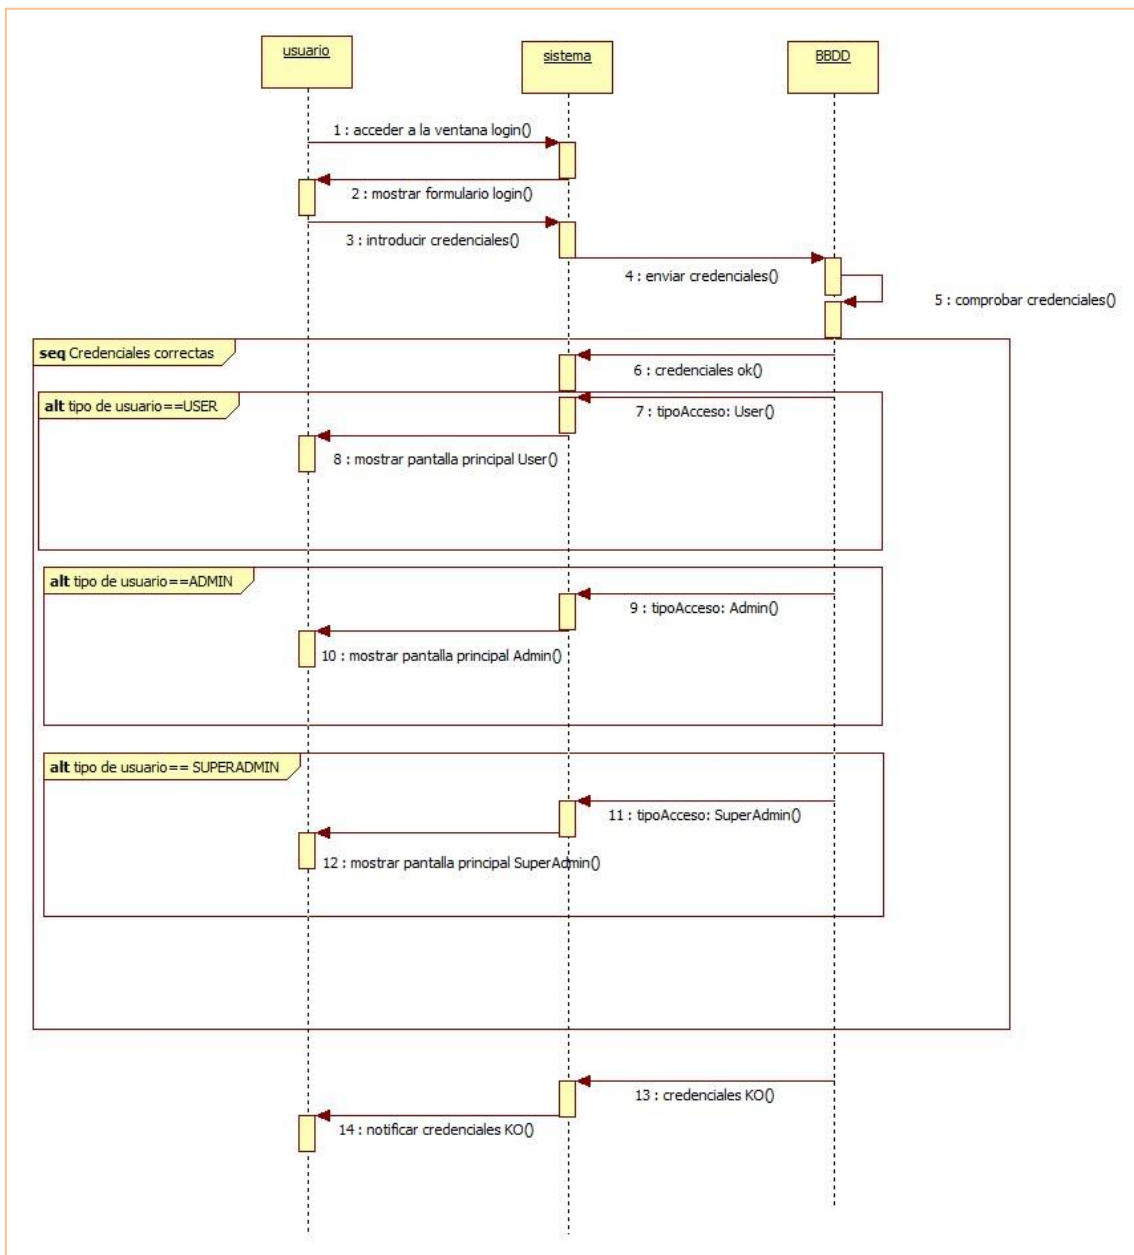 usuario
sistema
BBDD
1 : acceder a la ventana login()
2 : mostrar formulario login()
3 : introducir credenciales()
4 : enviar credenciales()
5 : comprobar credenciales()
seq Credenciales correctas
6 : credenciales ok()
alt tipo de usuario==USER
7 : tipoAcceso: User()
8 : mostrar pantalla principal User()
alt tipo de usuario==ADMIN
9 : tipoAcceso: Admin()
10 : mostrar pantalla principal Admin()
alt tipo de usuario== SUPERADMIN
11 : tipoAcceso: SuperAdmin()
12 : mostrar pantalla principal SuperAdmin()
13 : credenciales KO()
14 : notificar credenciales KO()